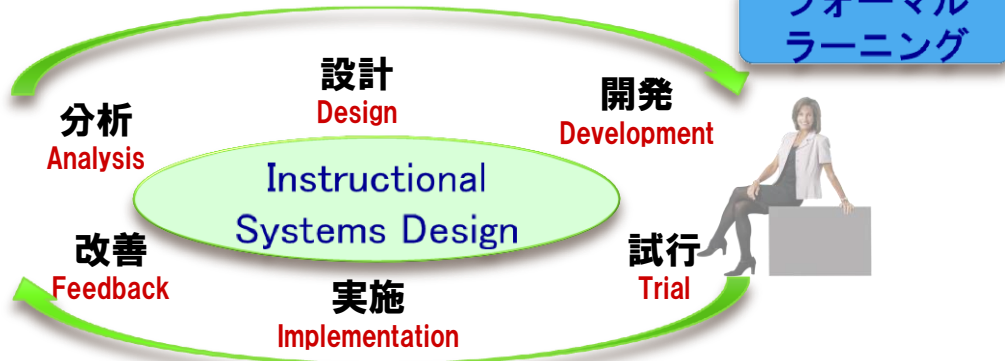 フォーマル
ラーニング
設計
Design
開発
Development
分析
Analysis
Instructional
Systems Design
改善
Feedback
試行
Trial
実施
Implementation